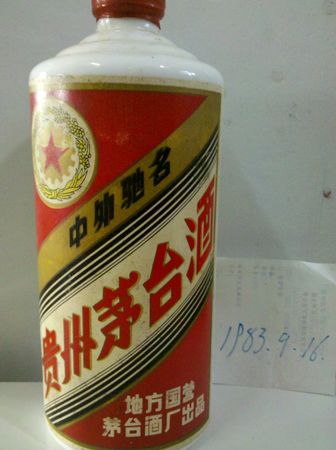 中外驰名
贵州茅台酒
地方国营
茅台酒厂出品
1983.9.16.